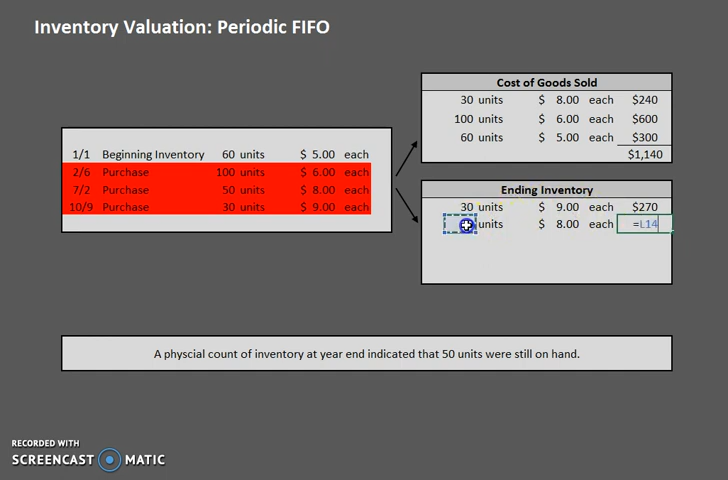 Inventory Valuation: Periodic FIFO
Cost of Goods Sold
30 units $ 8.00 each $240
100 units $ 6.00 each $600
60 units $ 5.00 each $300
$1,140
1/1 Beginning Inventory 60 units $ 5.00 each
2/6 Purchase 100 units $ 6.00 each
7/2 Purchase 50 units $ 8.00 each
10/9 Purchase 30 units $ 9.00 each
Ending Inventory
30 units $ 9.00 each $270
units $ 8.00 each =L14
A physcial count of inventory at year end indicated that 50 units were still on hand.
RECORDED WITH
SCREENCAST MATIC